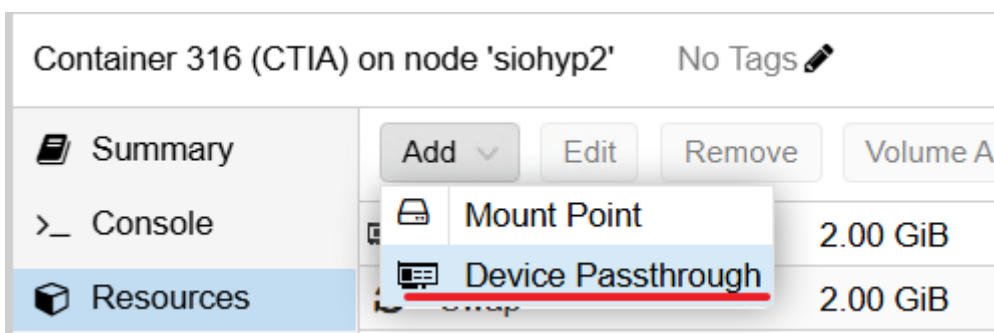 Container 316 (CTIA) on node 'siohyp2' No Tags
Summary
Add Edit Remove Volume A
Mount Point
>_ Console
2.00 GiB
Device Passthrough
Resources
Swap 2.00 GiB